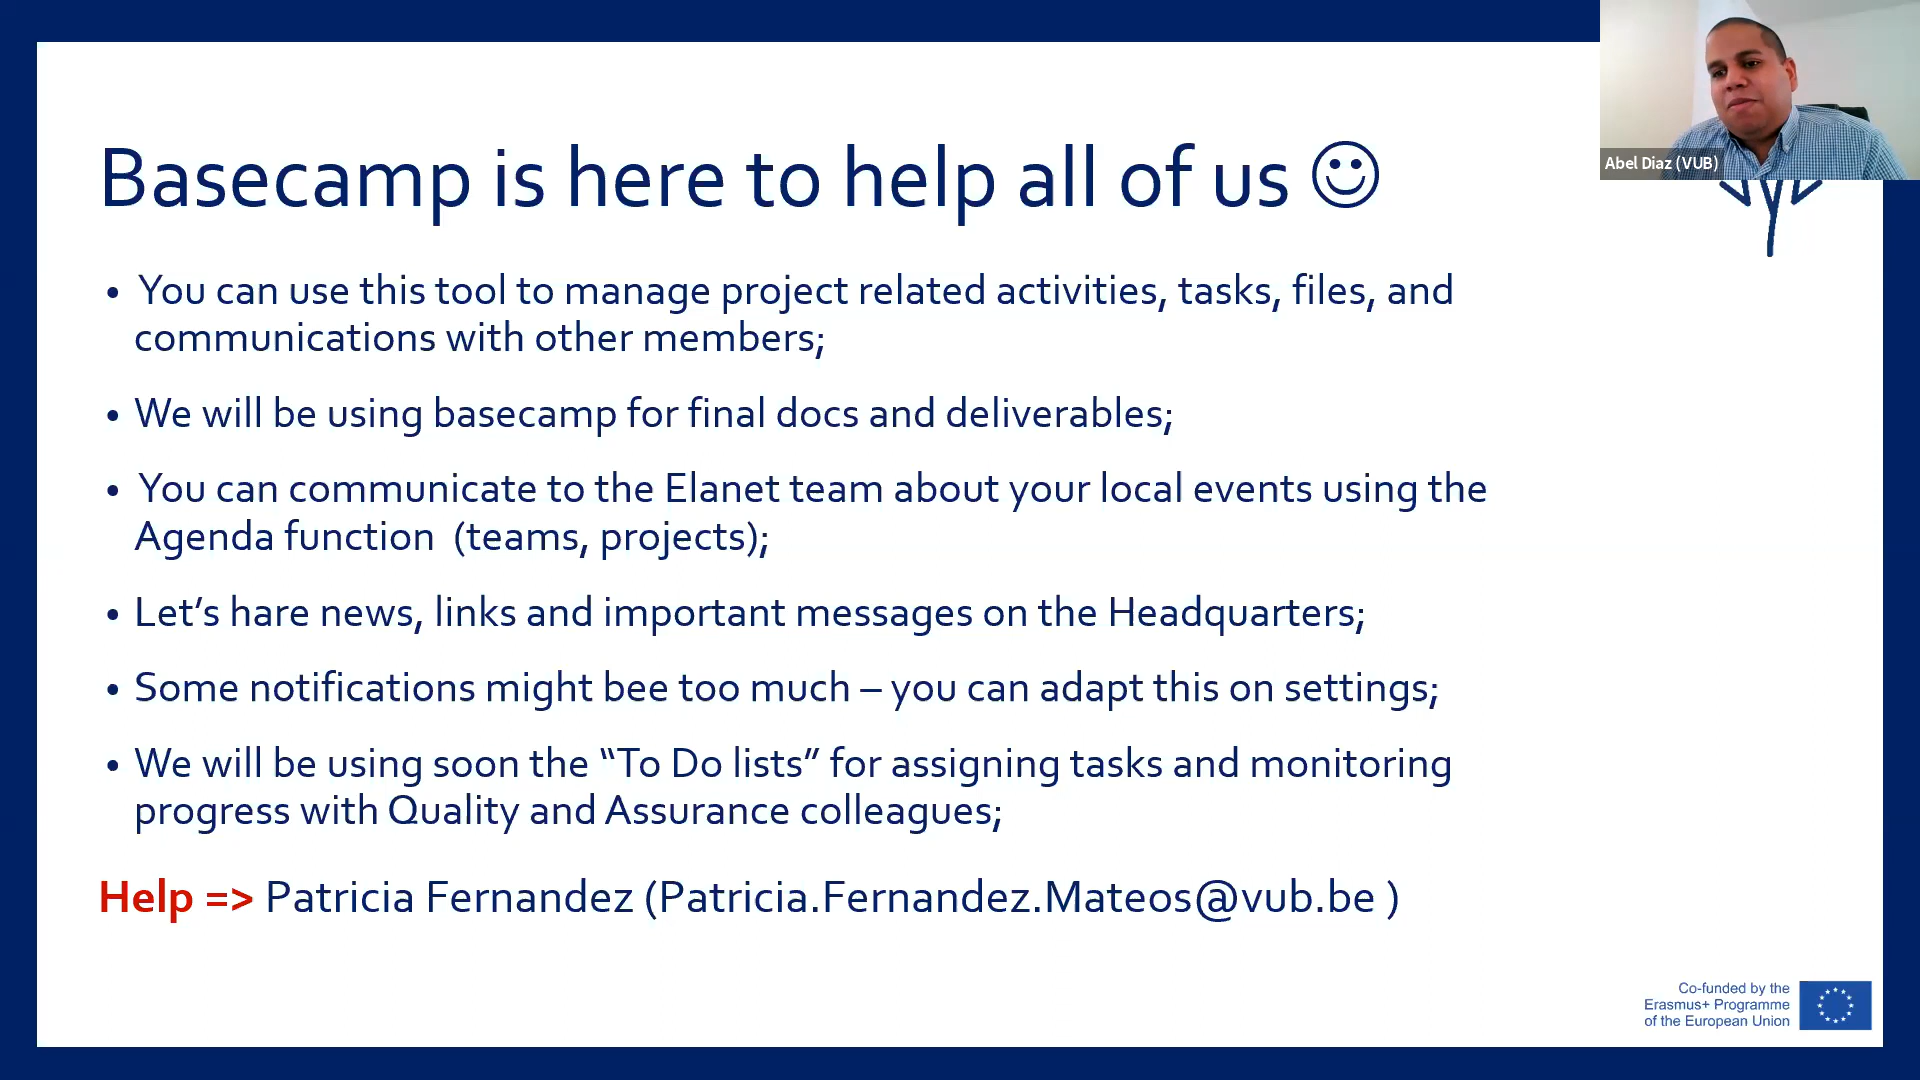 Basecamp is here to help all of us ☺
Abel Diaz (VUB)
• You can use this tool to manage project related activities, tasks, files, and
communications with other members;
• We will be using basecamp for final docs and deliverables;
• You can communicate to the Elanet team about your local events using the
Agenda function  (teams, projects);
• Let’s hare news, links and important messages on the Headquarters;
• Some notifications might bee too much – you can adapt this on settings;
• We will be using soon the “To Do lists” for assigning tasks and monitoring
progress with Quality and Assurance colleagues;
Help => Patricia Fernandez (Patricia.Fernandez.Mateos@vub.be )
Co-funded by the
Erasmus+ Programme
of the European Union